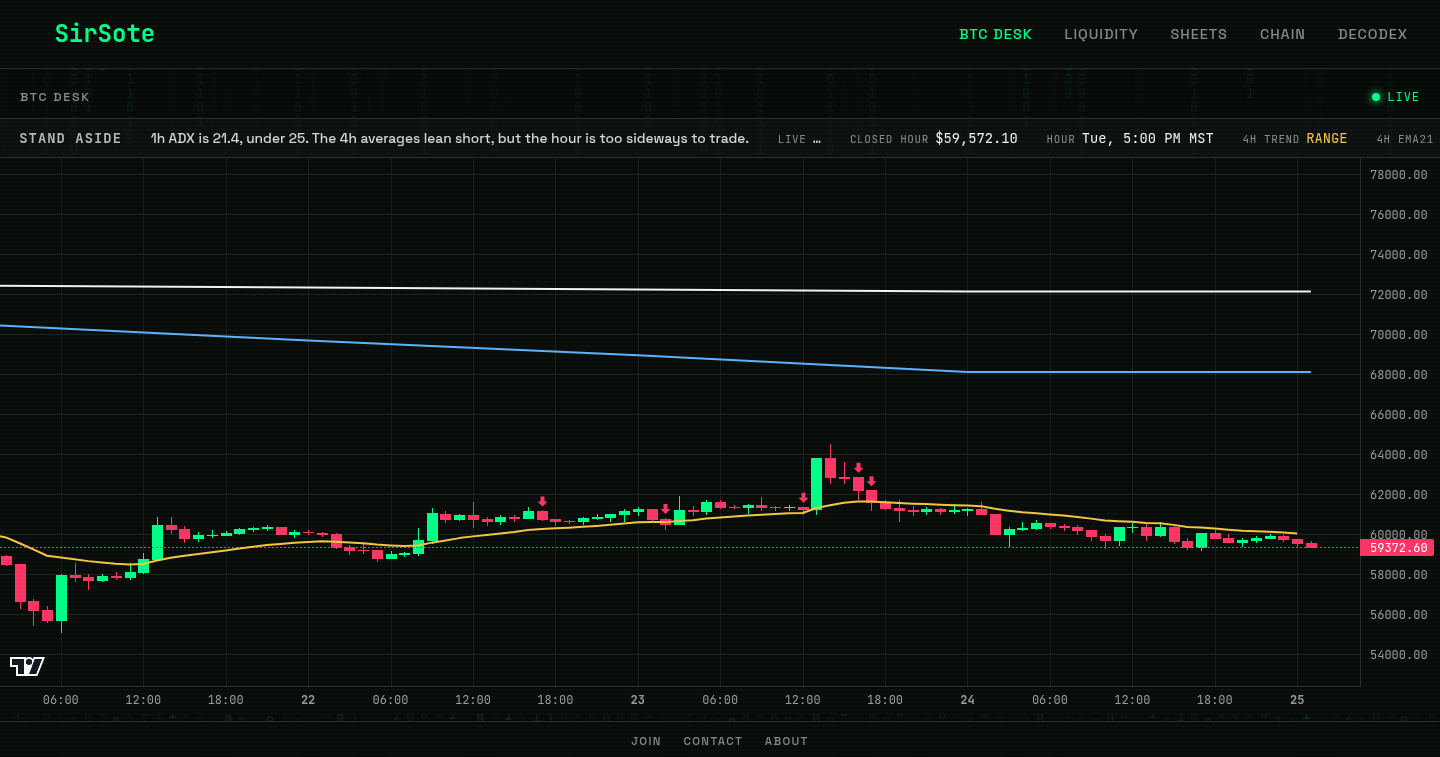 SirSote
BTC DESK LIQUIDITY SHEETS CHAIN DECODEX
BTC DESK
LIVE
STAND ASIDE 1h ADX is 21.4, under 25. The 4h averages lean short, but the hour is too sideways to trade. LIVE … CLOSED HOUR $59,572.10 HOUR Tue, 5:00 PM MST 4H TREND RANGE 4H EMA21
78000.00
76000.00
74000.00
72000.00
70000.00
68000.00
66000.00
64000.00
62000.00
60000.00
59372.60
58000.00
56000.00
54000.00
06:00 12:00 18:00 22 06:00 12:00 18:00 23 06:00 12:00 18:00 24 06:00 12:00 18:00 25
JOIN CONTACT ABOUT